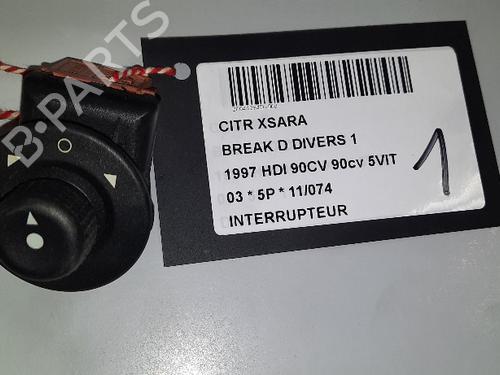 B-PARTS
CITR XSARA
BREAK D DIVERS 1
1997 HDI 90CV 90cv 5VIT
03 * 5P * 11/074
INTERRUPTEUR
1